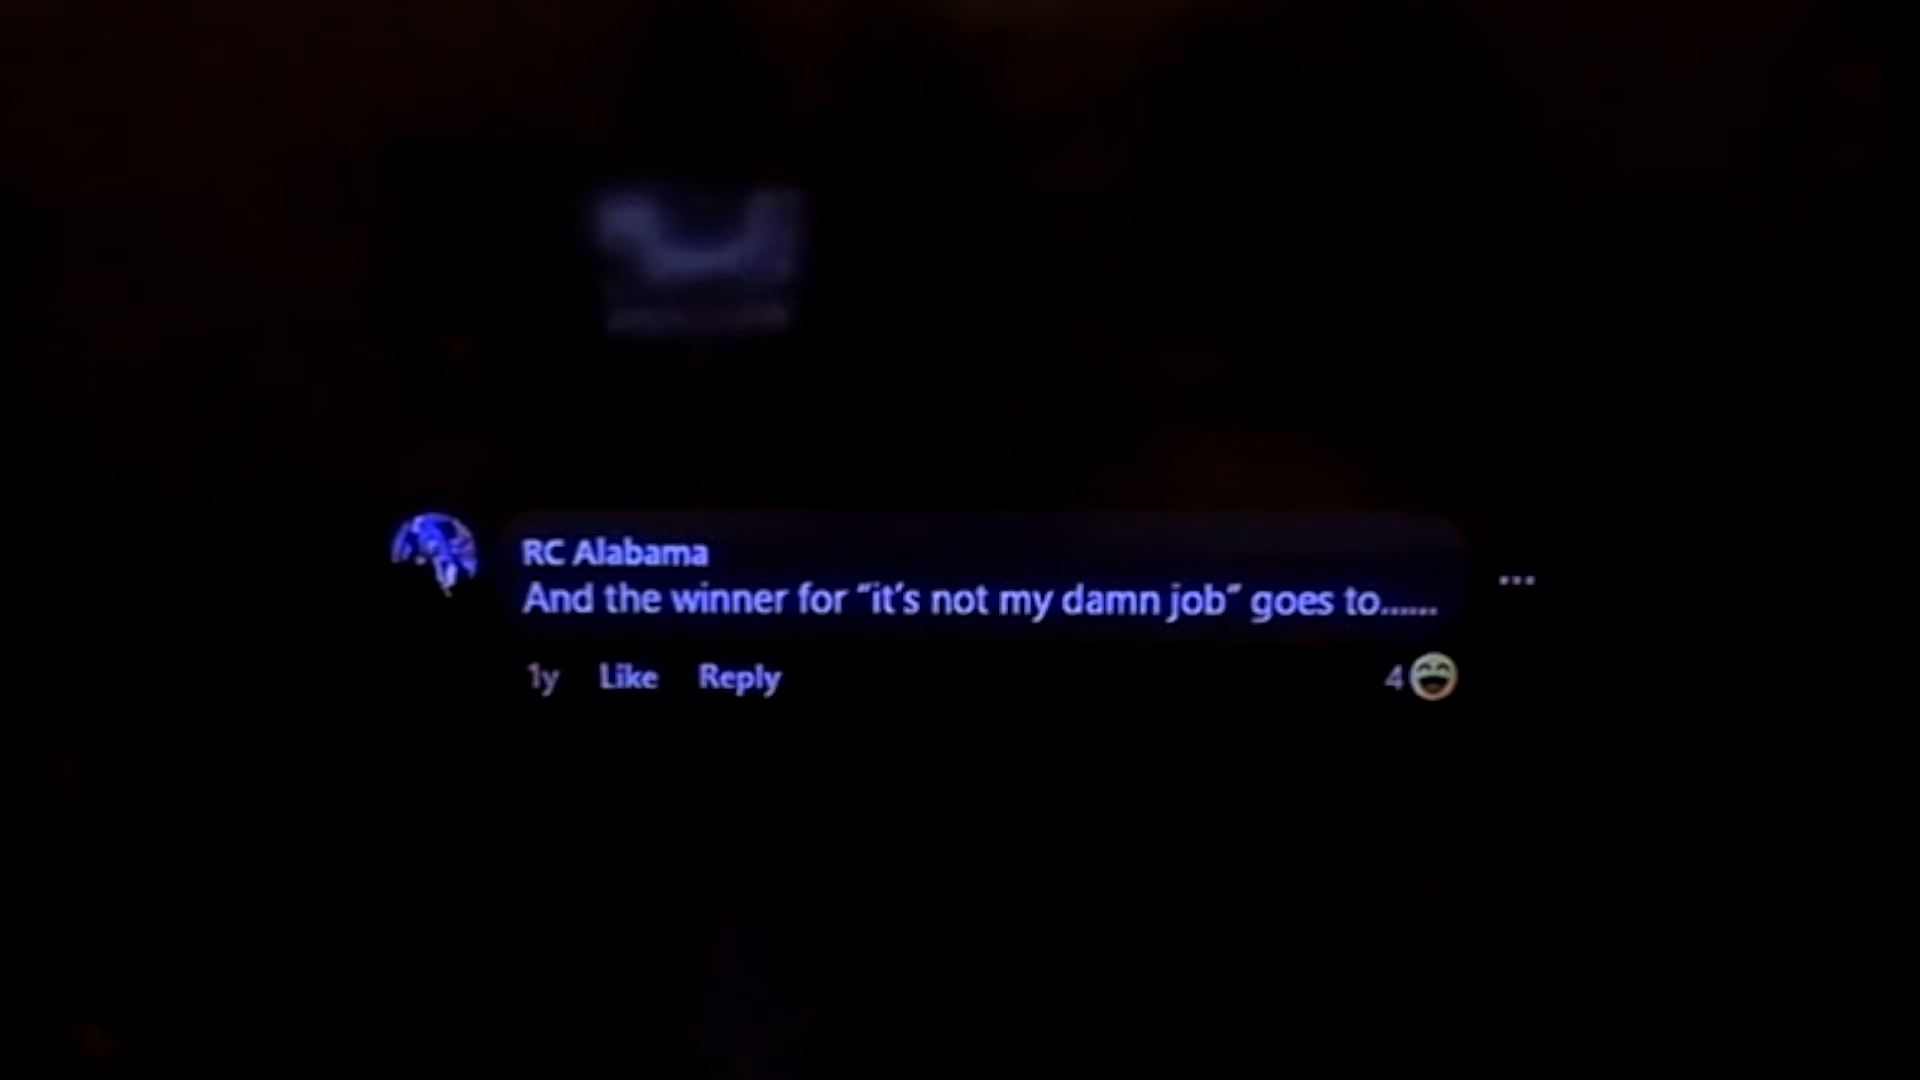 RC Alabama
And the winner for “it’s not my damn job” goes to......
1y Like Reply
4